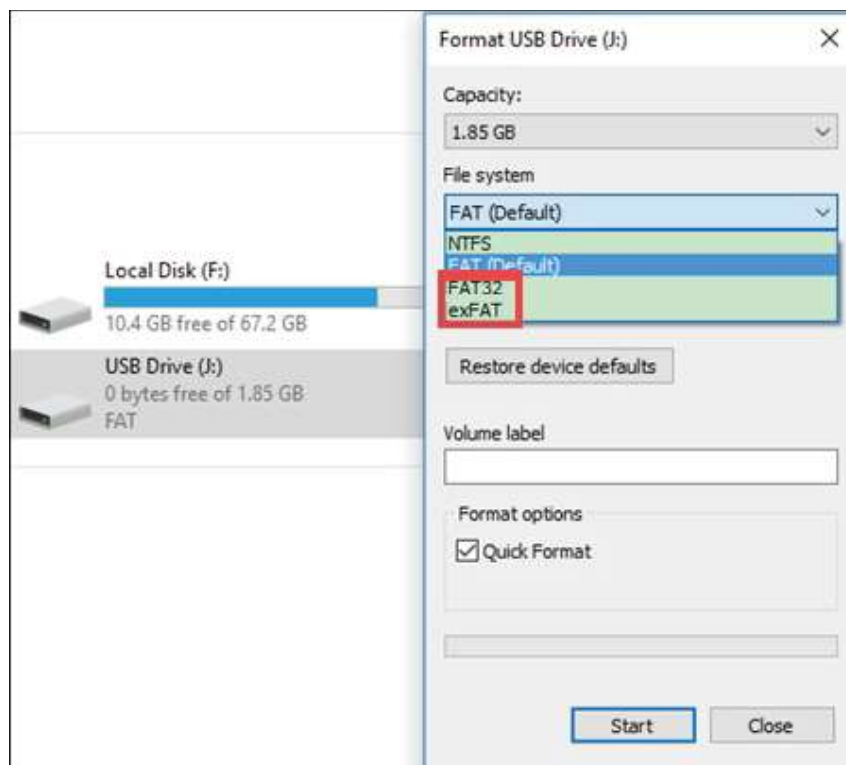 Local Disk (F:)
10.4 GB free of 67.2 GB
USB Drive (J:)
0 bytes free of 1.85 GB
FAT
Format USB Drive (J:)
Capacity:
1.85 GB
File system
FAT (Default)
NTFS
FAT (Default)
FAT32
exFAT
Restore device defaults
Volume label
Format options
Quick Format
Start Close